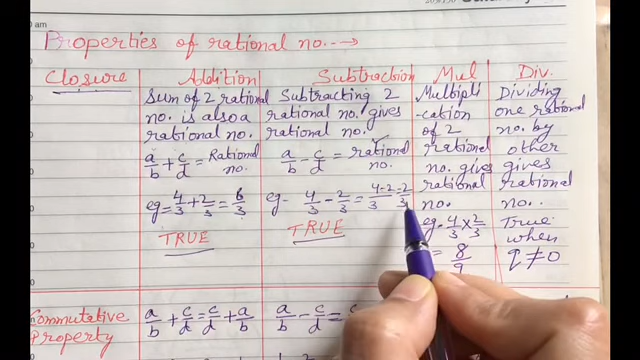 Properties of rational no. →
Closure
Addition
Sum of 2 rational
no. is also a
rational no.
a/b + c/d = Rational no.
eg = 4/3 + 2/3 = 6/3
TRUE
Subtraction
Subtracting 2
rational no. gives
rational no.
a/b - c/d = rational no.
eg - 4/3 - 2/3 = 4-2/3 = 2/3
TRUE
Mul
Multipli
-cation
of 2
rational
no. gives
rational
no.
eg - 4/3 × 2/3
= 8/9
Div.
Dividing
one rational
no. by
other
gives
rational
no..
True
when
q ≠ 0
Commutative
Property
a/b + c/d = c/d + a/b
a/b - c/d =